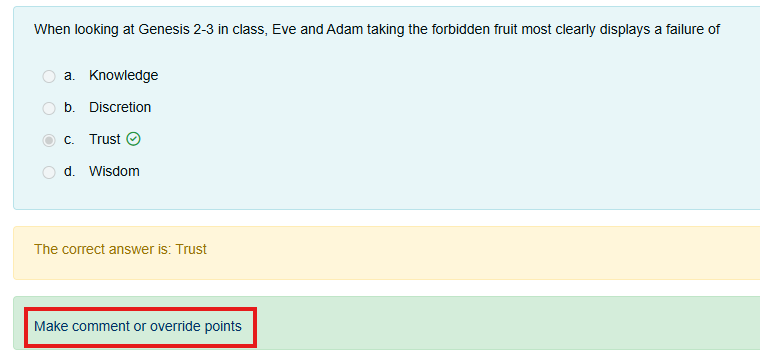 When looking at Genesis 2-3 in class, Eve and Adam taking the forbidden fruit most clearly displays a failure of
a. Knowledge
b. Discretion
c. Trust
d. Wisdom
The correct answer is: Trust
Make comment or override points